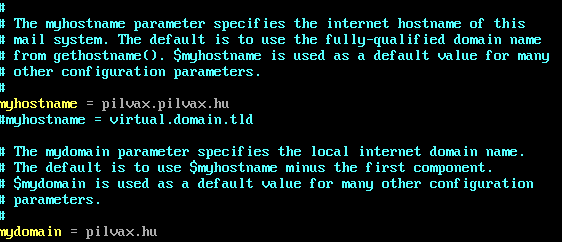 #
# The myhostname parameter specifies the internet hostname of this
# mail system. The default is to use the fully-qualified domain name
# from gethostname(). $myhostname is used as a default value for many
# other configuration parameters.
#
myhostname = pilvax.pilvax.hu
#myhostname = virtual.domain.tld
# The mydomain parameter specifies the local internet domain name.
# The default is to use $myhostname minus the first component.
# $mydomain is used as a default value for many other configuration
# parameters.
#
mydomain = pilvax.hu